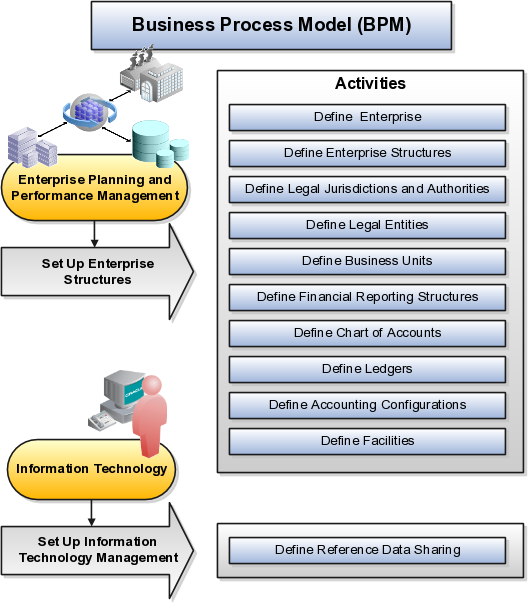 Business Process Model (BPM)
Enterprise Planning and
Performance Management
Set Up Enterprise
Structures
Activities
Define Enterprise
Define Enterprise Structures
Define Legal Jurisdictions and Authorities
Define Legal Entities
Define Business Units
Define Financial Reporting Structures
Define Chart of Accounts
Define Ledgers
Define Accounting Configurations
Define Facilities
ORACLE
Information Technology
Set Up Information
Technology Management
Define Reference Data Sharing